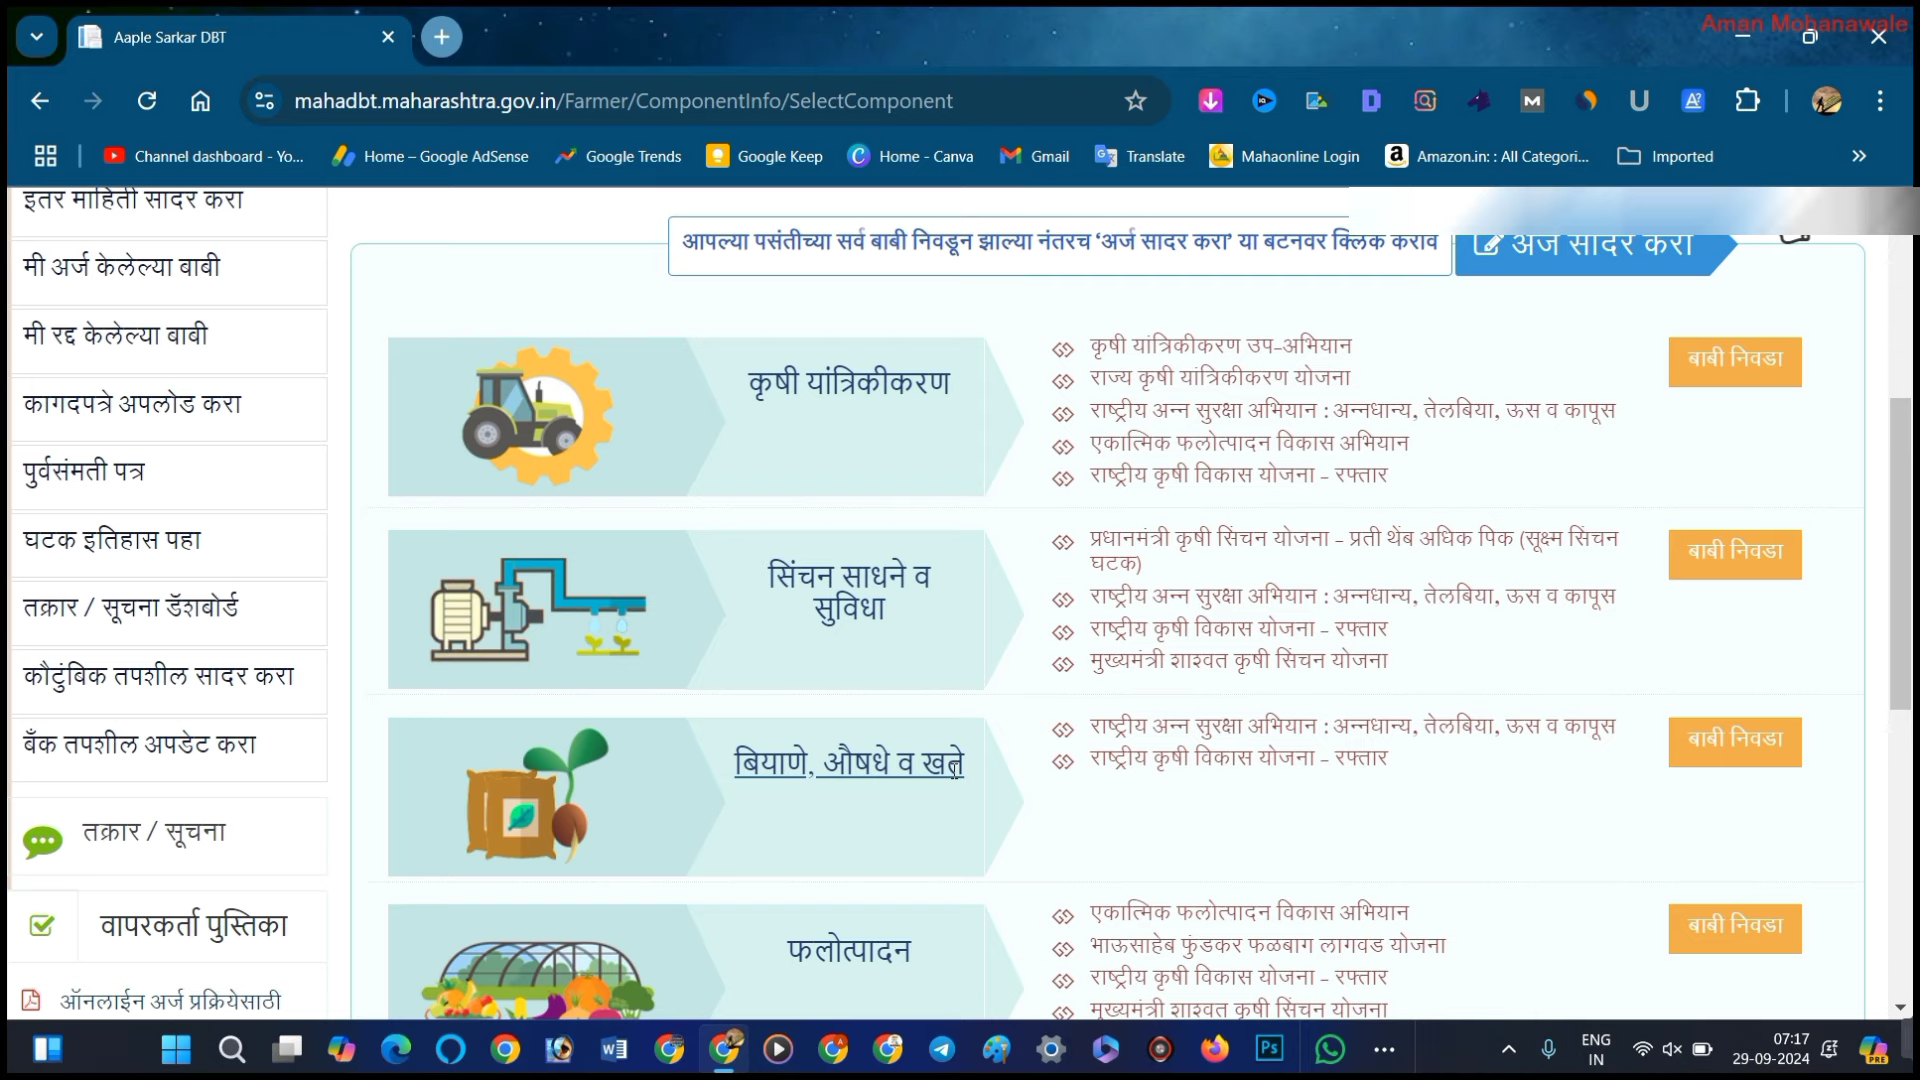 Aman Mohanawale
Aaple Sarkar DBT
mahadbt.maharashtra.gov.in/Farmer/ComponentInfo/SelectComponent
Channel dashboard - Yo...
Home – Google AdSense
Google Trends
Google Keep
Home - Canva
Gmail
Translate
Mahaonline Login
Amazon.in: : All Categori...
Imported
इतर माहिती सादर करा
मी अर्ज केलेल्या बाबी
मी रद्द केलेल्या बाबी
कागदपत्रे अपलोड करा
पुर्वसंमती पत्र
घटक इतिहास पहा
तक्रार / सूचना डॅशबोर्ड
कौटुंबिक तपशील सादर करा
बँक तपशील अपडेट करा
तक्रार / सूचना
वापरकर्ता पुस्तिका
ऑनलाईन अर्ज प्रक्रियेसाठी
आपल्या पसंतीच्या सर्व बाबी निवडून झाल्या नंतरच ‘अर्ज सादर करा’ या बटनवर क्लिक कराव
अर्ज सादर करा
कृषी यांत्रिकीकरण
कृषी यांत्रिकीकरण उप-अभियान
राज्य कृषी यांत्रिकीकरण योजना
राष्ट्रीय अन्न सुरक्षा अभियान : अन्नधान्य, तेलबिया, ऊस व कापूस
एकात्मिक फलोत्पादन विकास अभियान
राष्ट्रीय कृषी विकास योजना - रफ्तार
बाबी निवडा
सिंचन साधने व
सुविधा
प्रधानमंत्री कृषी सिंचन योजना - प्रती थेंब अधिक पिक (सूक्ष्म सिंचन
घटक)
राष्ट्रीय अन्न सुरक्षा अभियान : अन्नधान्य, तेलबिया, ऊस व कापूस
राष्ट्रीय कृषी विकास योजना - रफ्तार
मुख्यमंत्री शाश्वत कृषी सिंचन योजना
बाबी निवडा
बियाणे, औषधे व खते
राष्ट्रीय अन्न सुरक्षा अभियान : अन्नधान्य, तेलबिया, ऊस व कापूस
राष्ट्रीय कृषी विकास योजना - रफ्तार
बाबी निवडा
फलोत्पादन
एकात्मिक फलोत्पादन विकास अभियान
भाऊसाहेब फुंडकर फळबाग लागवड योजना
राष्ट्रीय कृषी विकास योजना - रफ्तार
मुख्यमंत्री शाश्वत कृषी सिंचन योजना
बाबी निवडा
ENG
IN
07:17
29-09-2024